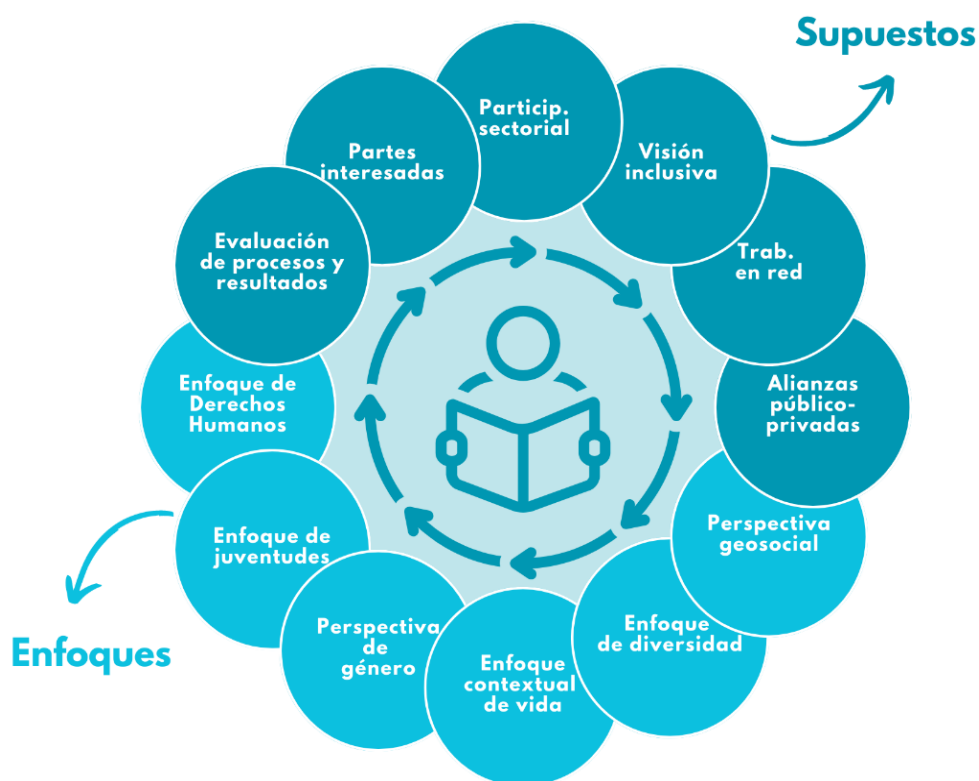 Supuestos
Particip.
sectorial
Visión
inclusiva
Trab.
en red
Alianzas
público-
privadas
Perspectiva
geosocial
Enfoque
de diversidad
Enfoque
contextual
de vida
Perspectiva
de
género
Enfoque de
juventudes
Enfoque de
Derechos
Humanos
Evaluación
de procesos y
resultados
Partes
interesadas
Enfoques